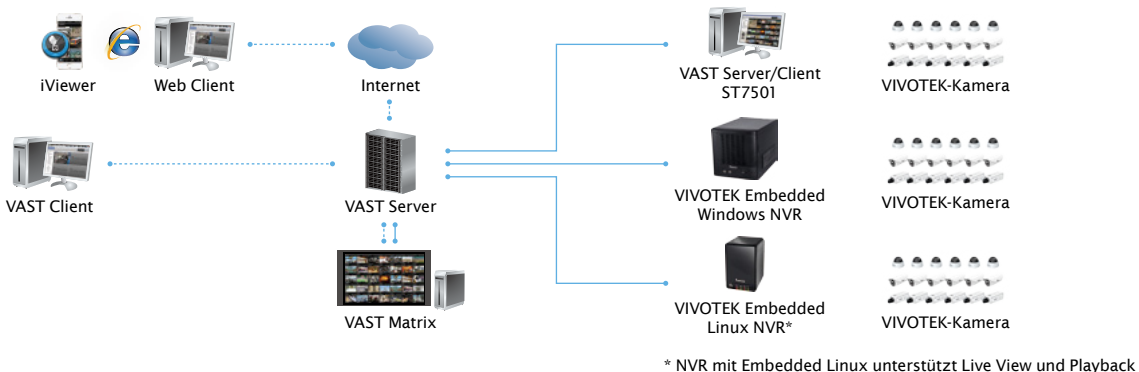 iViewer
Web Client
Internet
VAST Server/Client
ST7501
VIVOTEK-Kamera
VAST Client
VAST Server
VIVOTEK Embedded
Windows NVR
VIVOTEK-Kamera
VAST Matrix
VIVOTEK Embedded
Linux NVR*
VIVOTEK-Kamera
* NVR mit Embedded Linux unterstützt Live View und Playback